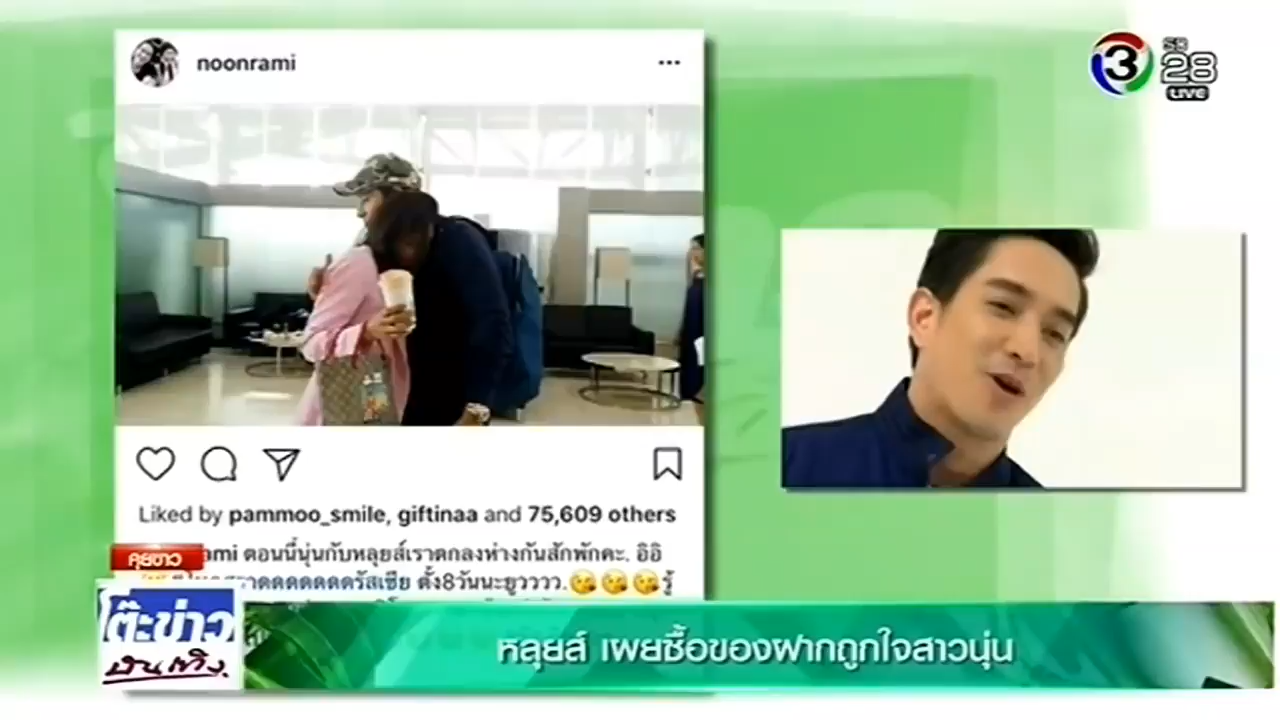 noonrami
3
28
LIVE
Liked by pammoo_smile, giftinaa and 75,609 others
ตอนนี้นุ่นกับหลุยส์เราตกลงห่างกันสักพักคะ. อิอิ
รัสเซีย ตั้ง8วันนะยูวววว. รู้
คุยข่าว
โต๊ะข่าว
บันเทิง
หลุยส์ เผยซื้อของฝากถูกใจสาวนุ่น